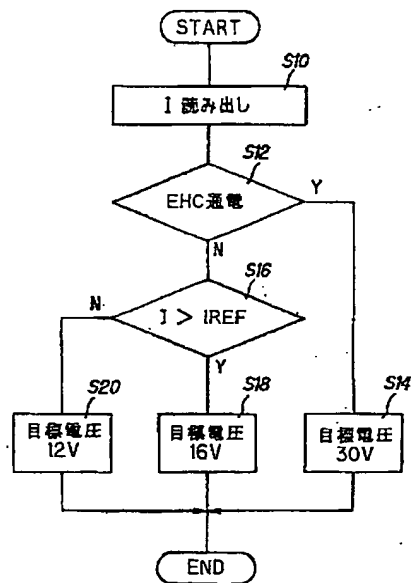 START
S10
I 読み出し
S12
EHC通電
Y
N
S16
I > IREF
N
Y
S20
目標電圧
12V
S18
目標電圧
16V
S14
目標電圧
30V
END